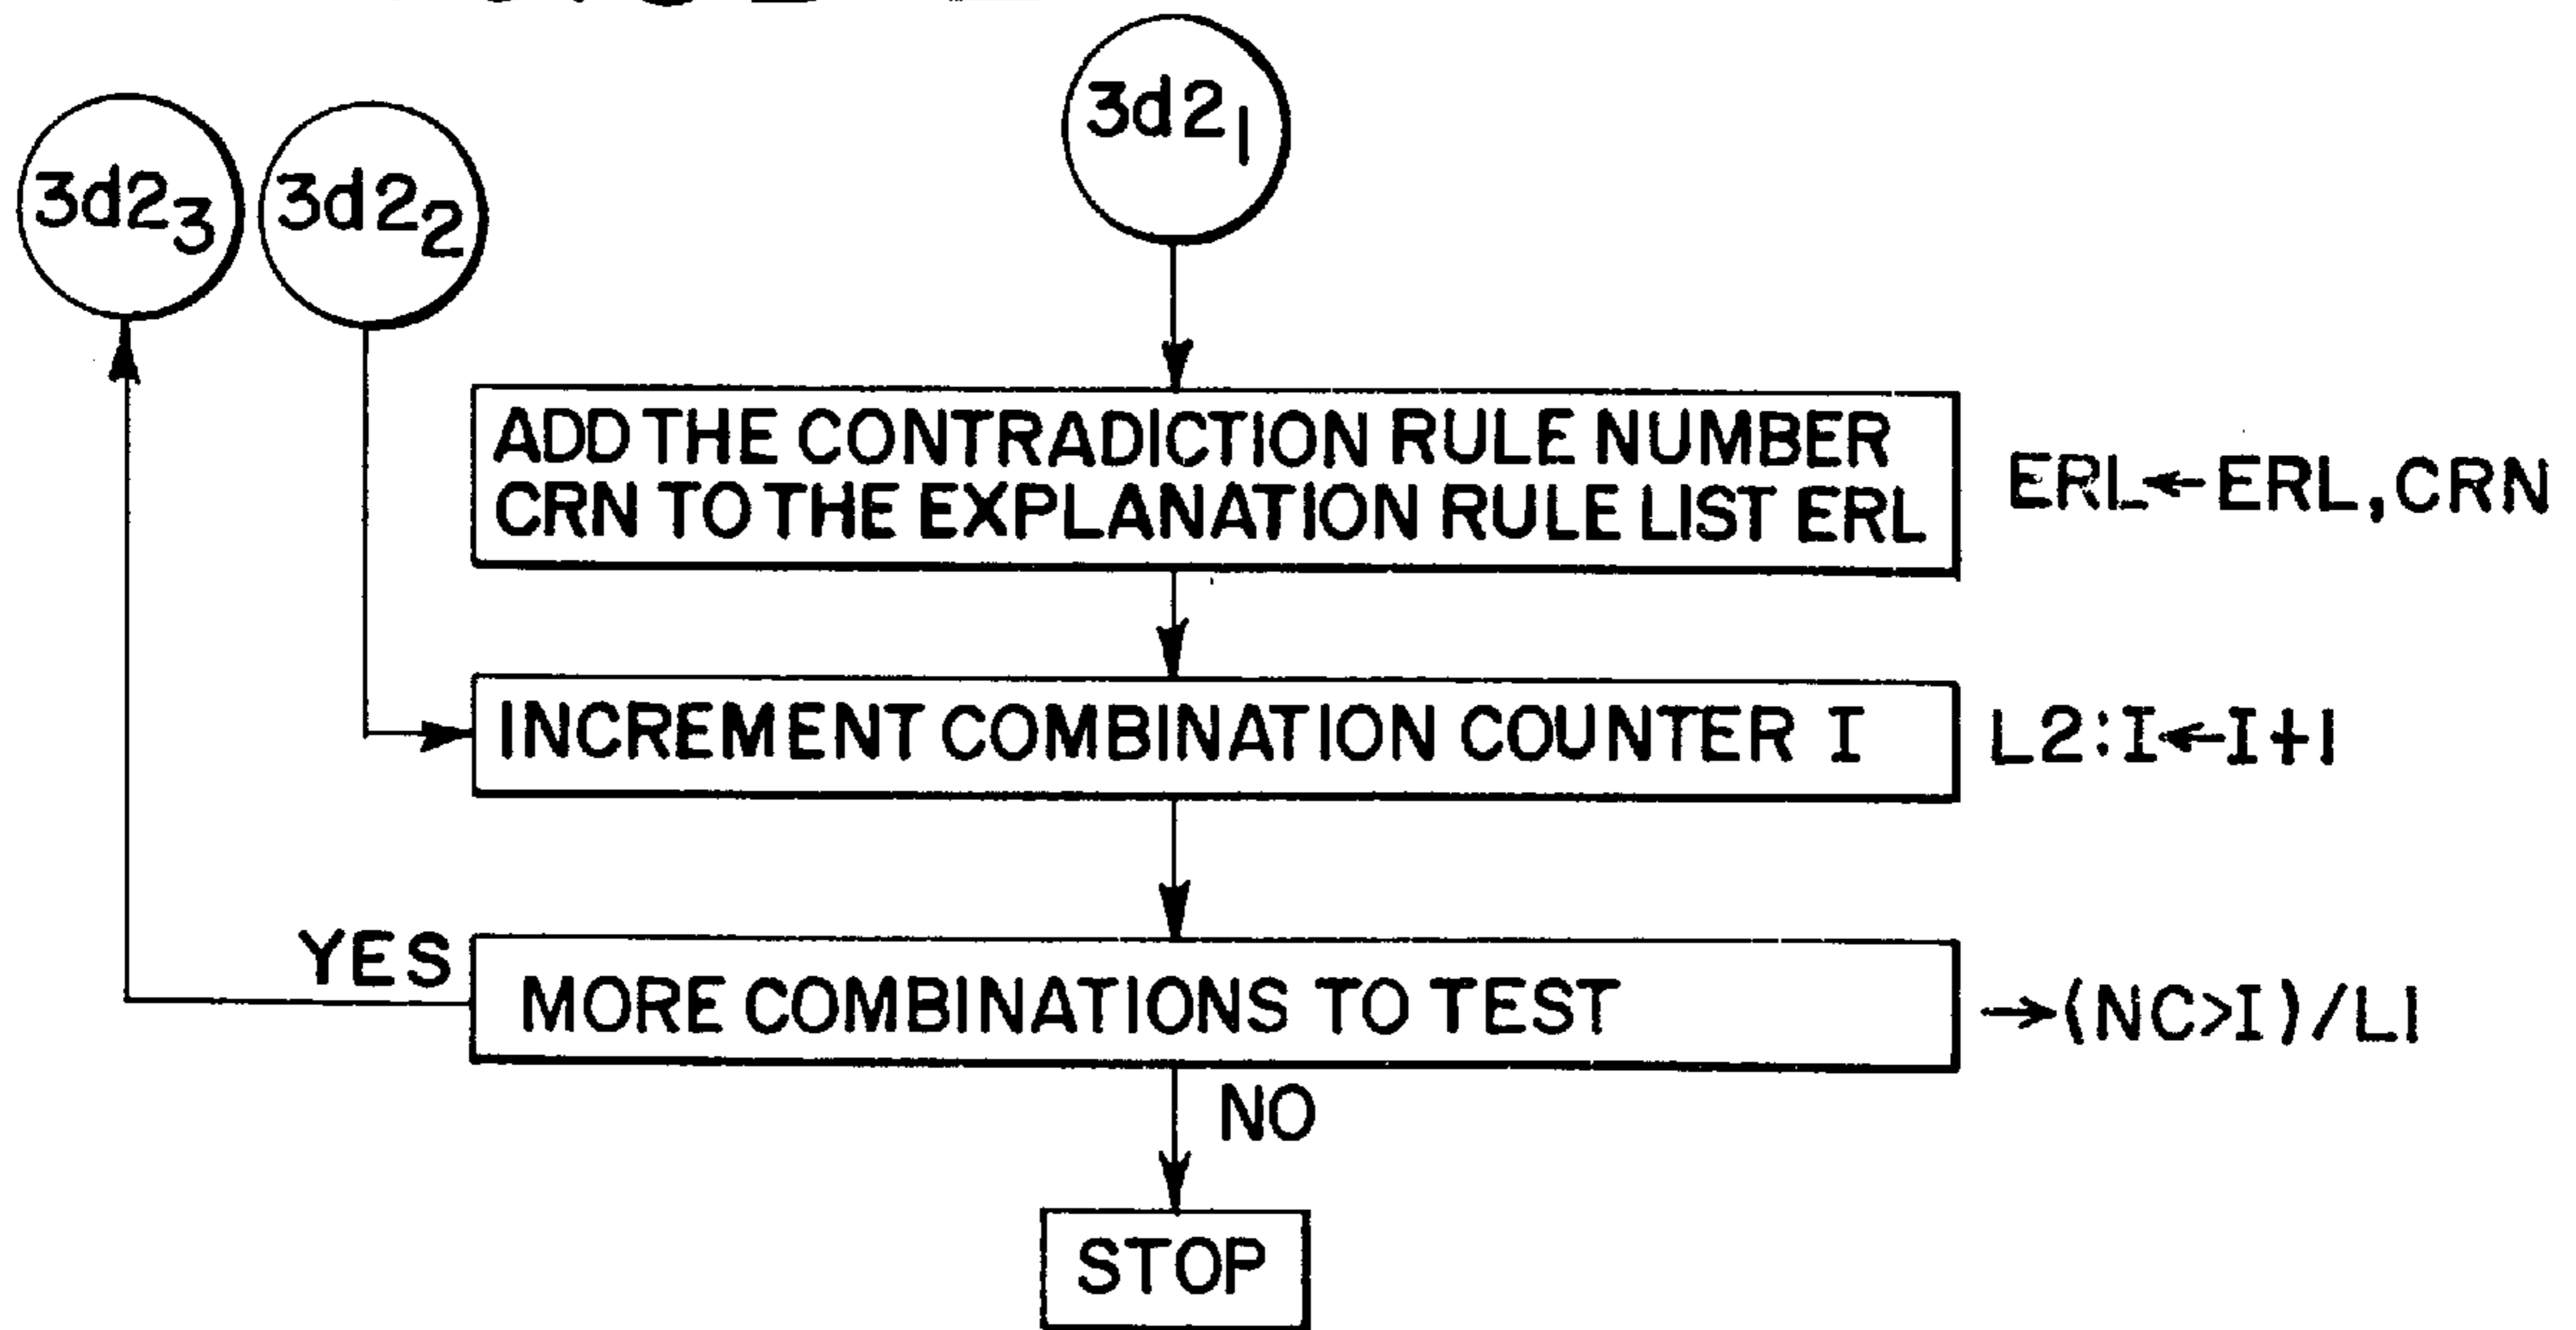 3d2₁
3d2₃
3d2₂
ADD THE CONTRADICTION RULE NUMBER
CRN TO THE EXPLANATION RULE LIST ERL
ERL←ERL,CRN
INCREMENT COMBINATION COUNTER I
L2:I←I+1
YES
MORE COMBINATIONS TO TEST
→(NC>I)/L1
NO
STOP